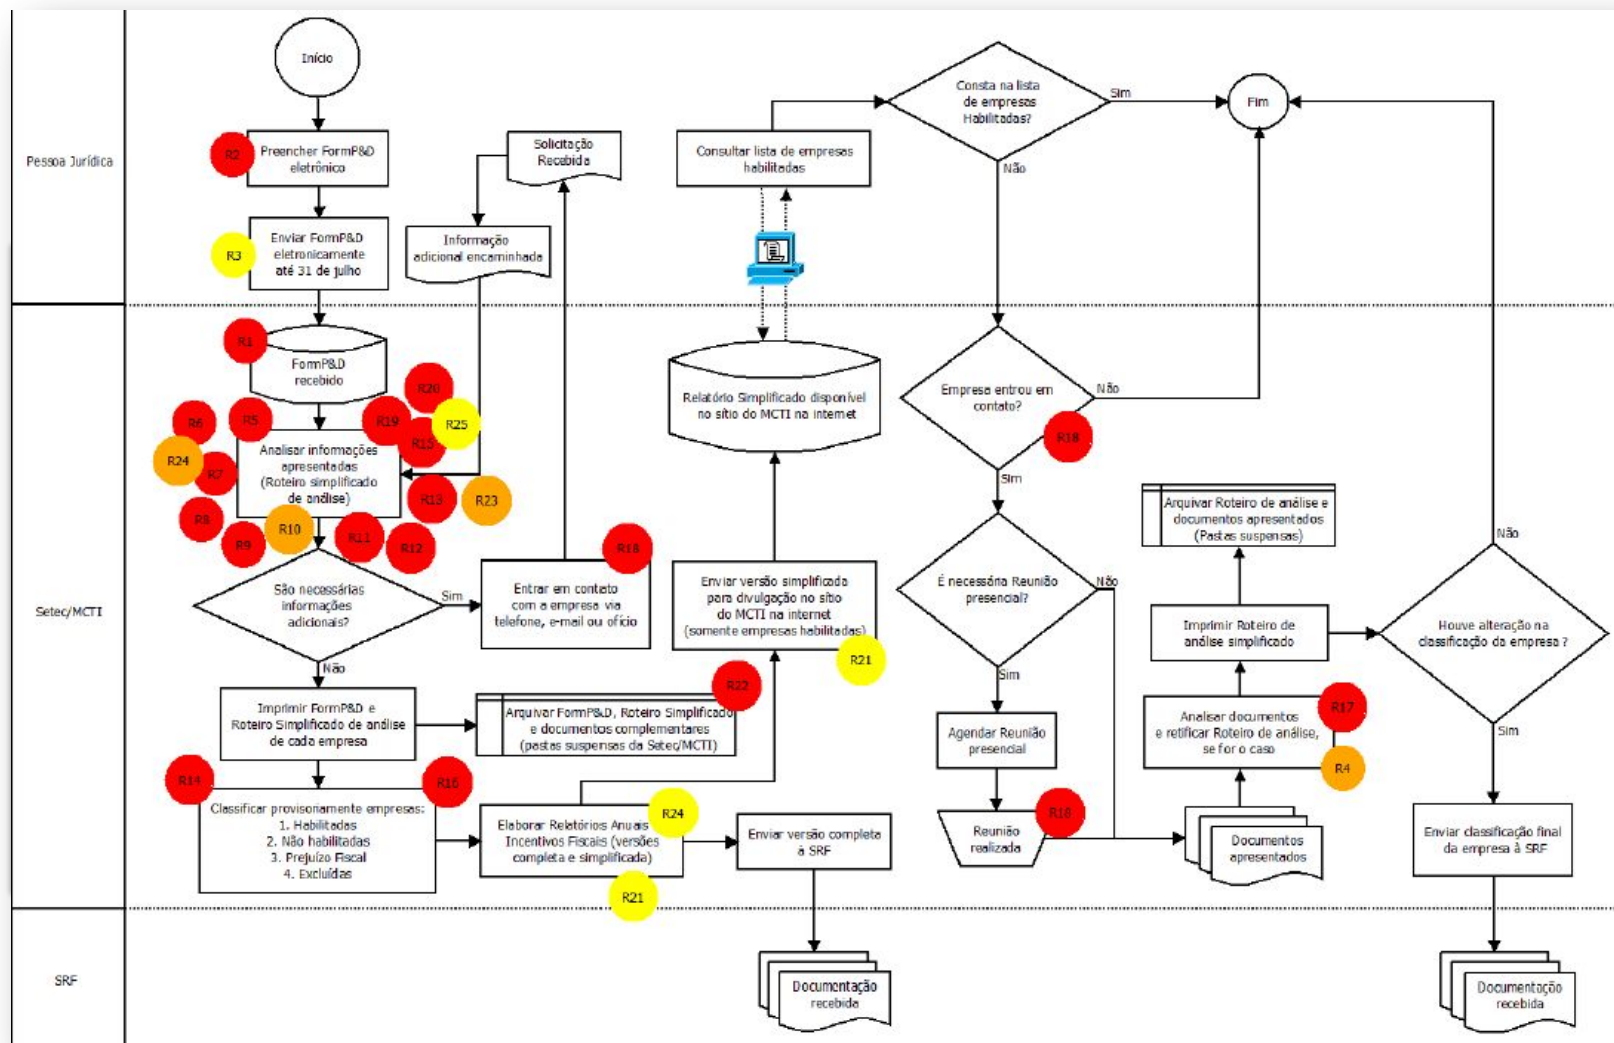 Pessoa Jurídica
Início
R2
Preencher FormP&D
eletrônico
R3
Enviar FormP&D
eletronicamente
até 31 de julho
Solicitação
Recebida
Informação
adicional encaminhada
Consultar lista de empresas
habilitadas
Consta na lista
de empresas
Habilitadas?
Sim
Não
Fim
Setec/MCTI
R1
FormP&D
recebido
R20
R19
R25
R15
R6
R5
R24
R7
R8
R9
R10
R11
R12
R13
R23
Analisar informações
apresentadas
(Roteiro simplificado
de análise)
São necessárias
informações
adicionais?
Sim
Não
R18
Entrar em contato
com a empresa via
telefone, e-mail ou ofício
Imprimir FormP&D e
Roteiro Simplificado de análise
de cada empresa
R22
Arquivar FormP&D, Roteiro Simplificado
e documentos complementares
(pastas suspensas da Setec/MCTI)
R14
R16
Classificar provisoriamente empresas:
1. Habilitadas
2. Não habilitadas
3. Prejuízo Fiscal
4. Excluídas
R24
Elaborar Relatórios Anuais
Incentivos Fiscais (versões
completa e simplificada)
R21
Enviar versão completa
à SRF
Relatório Simplificado disponível
no sítio do MCTI na internet
Enviar versão simplificada
para divulgação no sítio
do MCTI na internet
(somente empresas habilitadas)
R21
Empresa entrou em
contato?
Não
R18
Sim
É necessária Reunião
presencial?
Não
Sim
Agendar Reunião
presencial
R18
Reunião
realizada
Documentos
apresentados
Analisar documentos
e retificar Roteiro de análise,
se for o caso
R17
R4
Imprimir Roteiro de
análise simplificado
Arquivar Roteiro de análise e
documentos apresentados
(Pastas suspensas)
Não
Houve alteração na
classificação da empresa ?
Sim
Enviar classificação final
da empresa à SRF
SRF
Documentação
recebida
Documentação
recebida